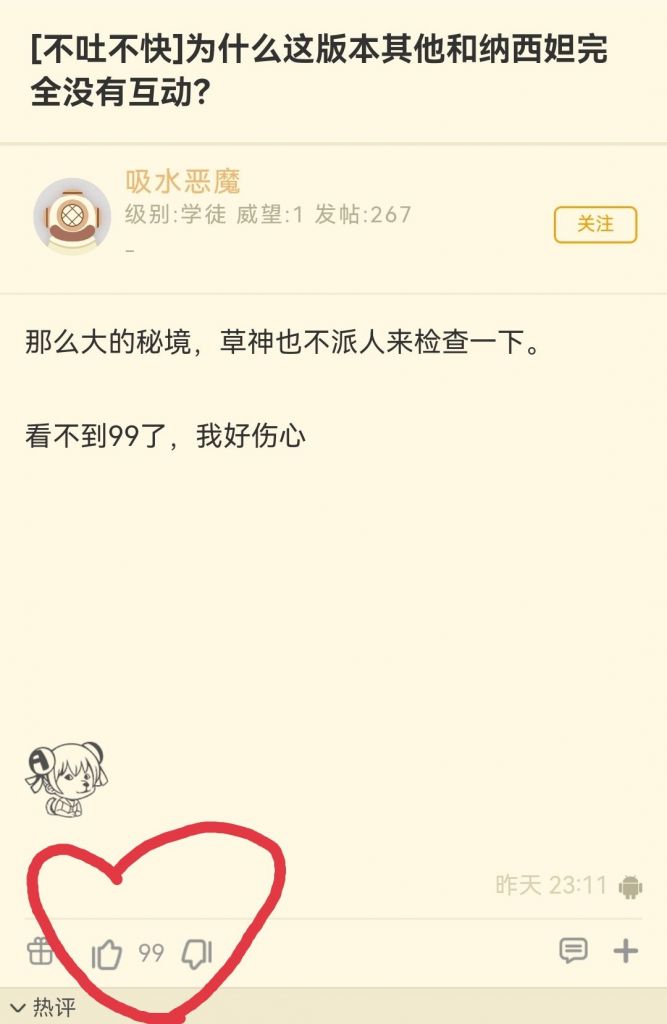 [不吐不快]为什么这版本其他和纳西妲完
全没有互动？
吸水恶魔
级别:学徒 威望:1 发帖:267
–
关注
那么大的秘境，草神也不派人来检查一下。
看不到99了，我好伤心
A
昨天 23:11
99
热评